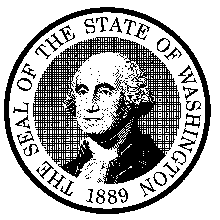 THE SEAL OF THE STATE OF WASHINGTON
1889